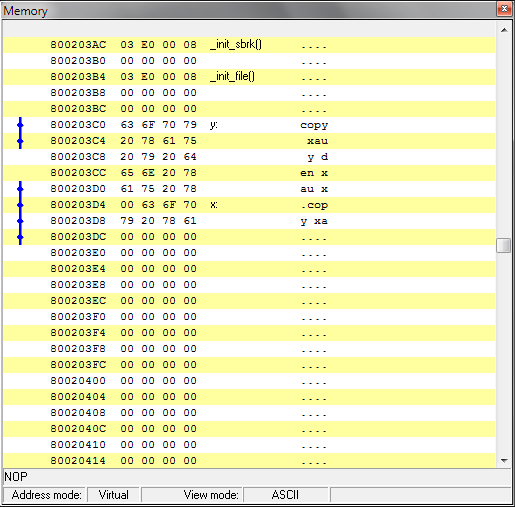 Memory
800203AC 03 E0 00 08 _init_sbrk() ....
800203B0 00 00 00 00 ....
800203B4 03 E0 00 08 _init_file() ....
800203B8 00 00 00 00 ....
800203BC 00 00 00 00 ....
800203C0 63 6F 70 79 y: copy
800203C4 20 78 61 75 xau
800203C8 20 79 20 64 y d
800203CC 65 6E 20 78 en x
800203D0 61 75 20 78 au x
800203D4 00 63 6F 70 x: .cop
800203D8 79 20 78 61 y xa
800203DC 00 00 00 00 ....
800203E0 00 00 00 00 ....
800203E4 00 00 00 00 ....
800203E8 00 00 00 00 ....
800203EC 00 00 00 00 ....
800203F0 00 00 00 00 ....
800203F4 00 00 00 00 ....
800203F8 00 00 00 00 ....
800203FC 00 00 00 00 ....
80020400 00 00 00 00 ....
80020404 00 00 00 00 ....
80020408 00 00 00 00 ....
8002040C 00 00 00 00 ....
80020410 00 00 00 00 ....
80020414 00 00 00 00 ....
NOP
Address mode: Virtual View mode: ASCII